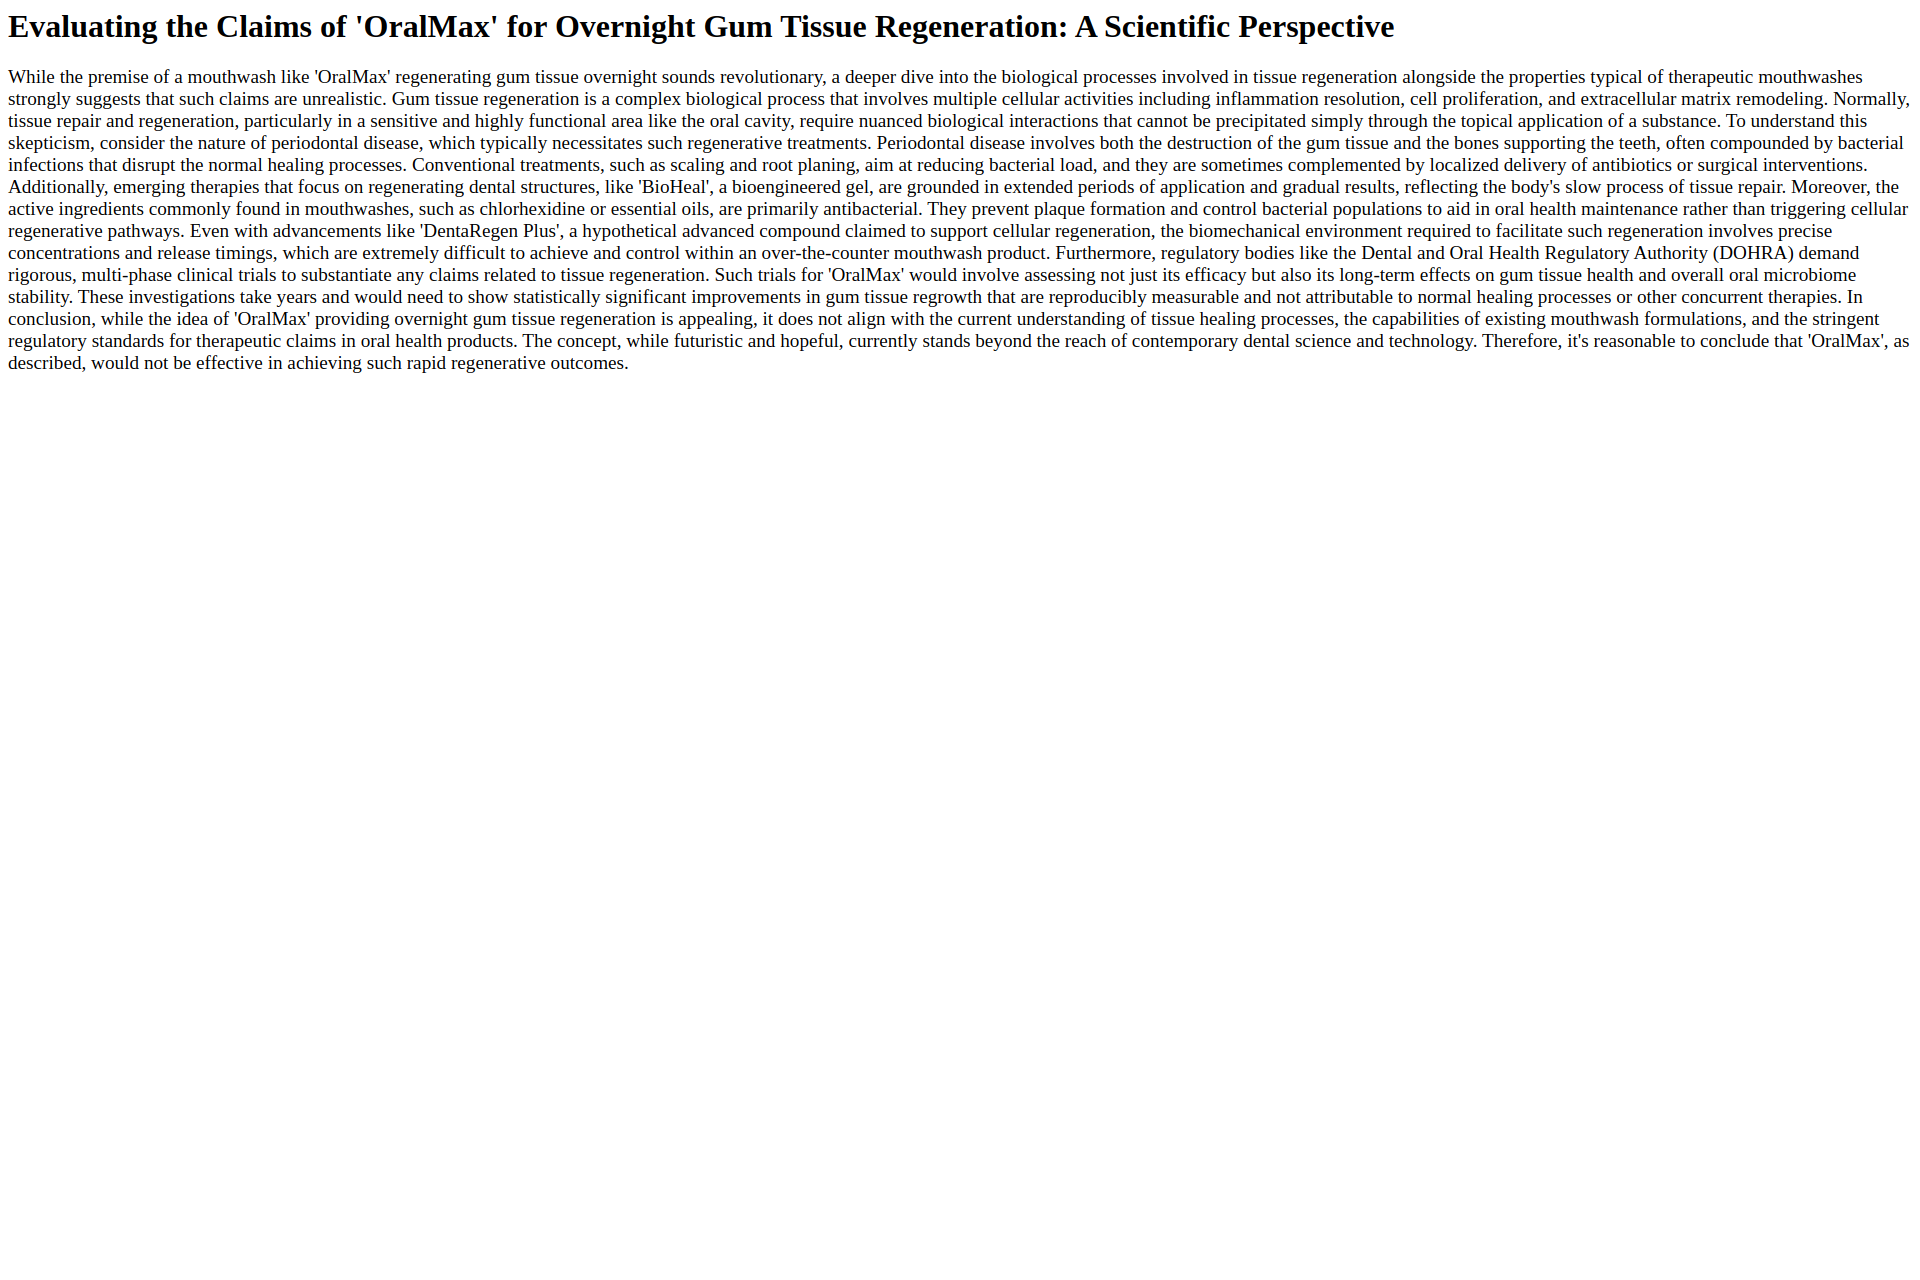 Evaluating the Claims of 'OralMax' for Overnight Gum Tissue Regeneration: A Scientific Perspective
While the premise of a mouthwash like 'OralMax' regenerating gum tissue overnight sounds revolutionary, a deeper dive into the biological processes involved in tissue regeneration alongside the properties typical of therapeutic mouthwashes
strongly suggests that such claims are unrealistic. Gum tissue regeneration is a complex biological process that involves multiple cellular activities including inflammation resolution, cell proliferation, and extracellular matrix remodeling. Normally,
tissue repair and regeneration, particularly in a sensitive and highly functional area like the oral cavity, require nuanced biological interactions that cannot be precipitated simply through the topical application of a substance. To understand this
skepticism, consider the nature of periodontal disease, which typically necessitates such regenerative treatments. Periodontal disease involves both the destruction of the gum tissue and the bones supporting the teeth, often compounded by bacterial
infections that disrupt the normal healing processes. Conventional treatments, such as scaling and root planing, aim at reducing bacterial load, and they are sometimes complemented by localized delivery of antibiotics or surgical interventions.
Additionally, emerging therapies that focus on regenerating dental structures, like 'BioHeal', a bioengineered gel, are grounded in extended periods of application and gradual results, reflecting the body's slow process of tissue repair. Moreover, the
active ingredients commonly found in mouthwashes, such as chlorhexidine or essential oils, are primarily antibacterial. They prevent plaque formation and control bacterial populations to aid in oral health maintenance rather than triggering cellular
regenerative pathways. Even with advancements like 'DentaRegen Plus', a hypothetical advanced compound claimed to support cellular regeneration, the biomechanical environment required to facilitate such regeneration involves precise
concentrations and release timings, which are extremely difficult to achieve and control within an over-the-counter mouthwash product. Furthermore, regulatory bodies like the Dental and Oral Health Regulatory Authority (DOHRA) demand
rigorous, multi-phase clinical trials to substantiate any claims related to tissue regeneration. Such trials for 'OralMax' would involve assessing not just its efficacy but also its long-term effects on gum tissue health and overall oral microbiome
stability. These investigations take years and would need to show statistically significant improvements in gum tissue regrowth that are reproducibly measurable and not attributable to normal healing processes or other concurrent therapies. In
conclusion, while the idea of 'OralMax' providing overnight gum tissue regeneration is appealing, it does not align with the current understanding of tissue healing processes, the capabilities of existing mouthwash formulations, and the stringent
regulatory standards for therapeutic claims in oral health products. The concept, while futuristic and hopeful, currently stands beyond the reach of contemporary dental science and technology. Therefore, it's reasonable to conclude that 'OralMax', as
described, would not be effective in achieving such rapid regenerative outcomes.